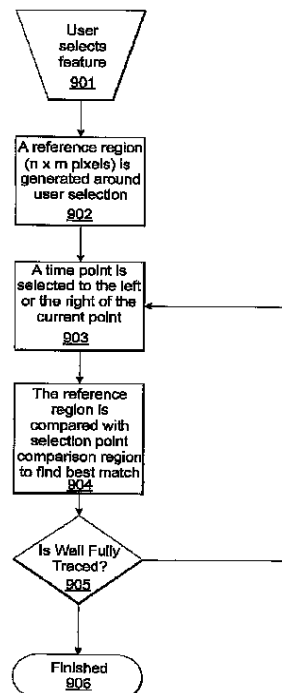 User
selects
feature
901
A reference region
(n x m pixels) is
generated around
user selection
902
A time point is
selected to the left
or the right of the
current point
903
The reference
region is
compared with
selection point
comparison region
to find best match
904
Is Wall Fully
Traced?
905
Finished
906